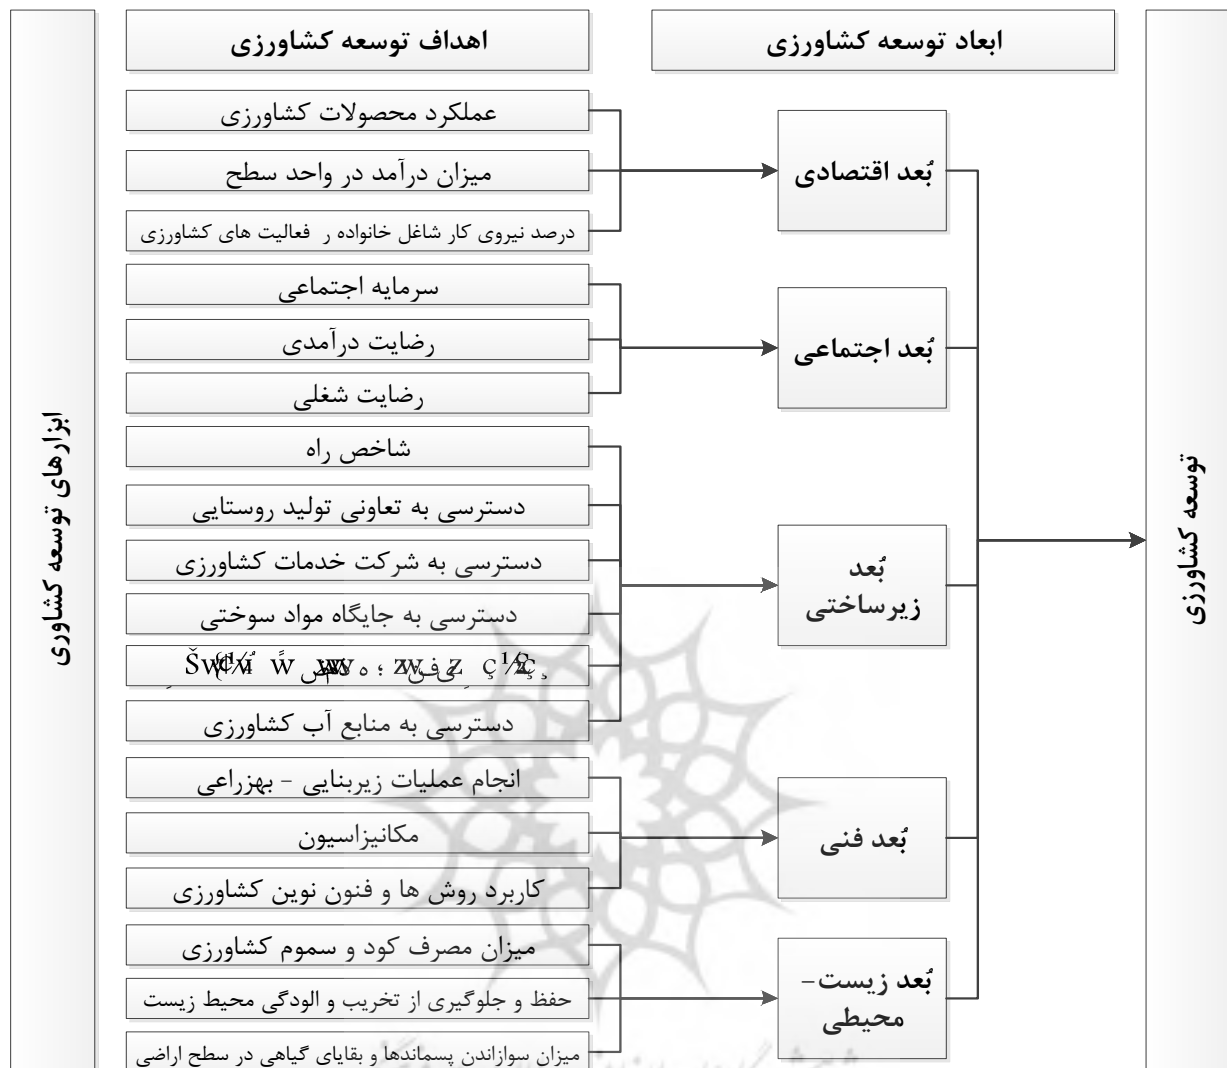 توسعه کشاورزی
ابعاد توسعه کشاورزی
بُعد اقتصادی
بُعد اجتماعی
بُعد
زیرساختی
بُعد فنی
بُعد زیست-
محیطی
اهداف توسعه کشاورزی
عملکرد محصولات کشاورزی
میزان درآمد در واحد سطح
درصد نیروی کار شاغل خانواده ر فعالیت های کشاورزی
سرمایه اجتماعی
رضایت درآمدی
رضایت شغلی
شاخص راه
دسترسی به تعاونی تولید روستایی
دسترسی به شرکت خدمات کشاورزی
دسترسی به جایگاه مواد سوختی
دسترسی به منابع آب کشاورزی
انجام عملیات زیربنایی - بهزراعی
مکانیزاسیون
کاربرد روش ها و فنون نوین کشاورزی
میزان مصرف کود و سموم کشاورزی
حفظ و جلوگیری از تخریب و الودگی محیط زیست
میزان سوازاندن پسماندها و بقایای گیاهی در سطح اراضی
ابزارهای توسعه کشاوری